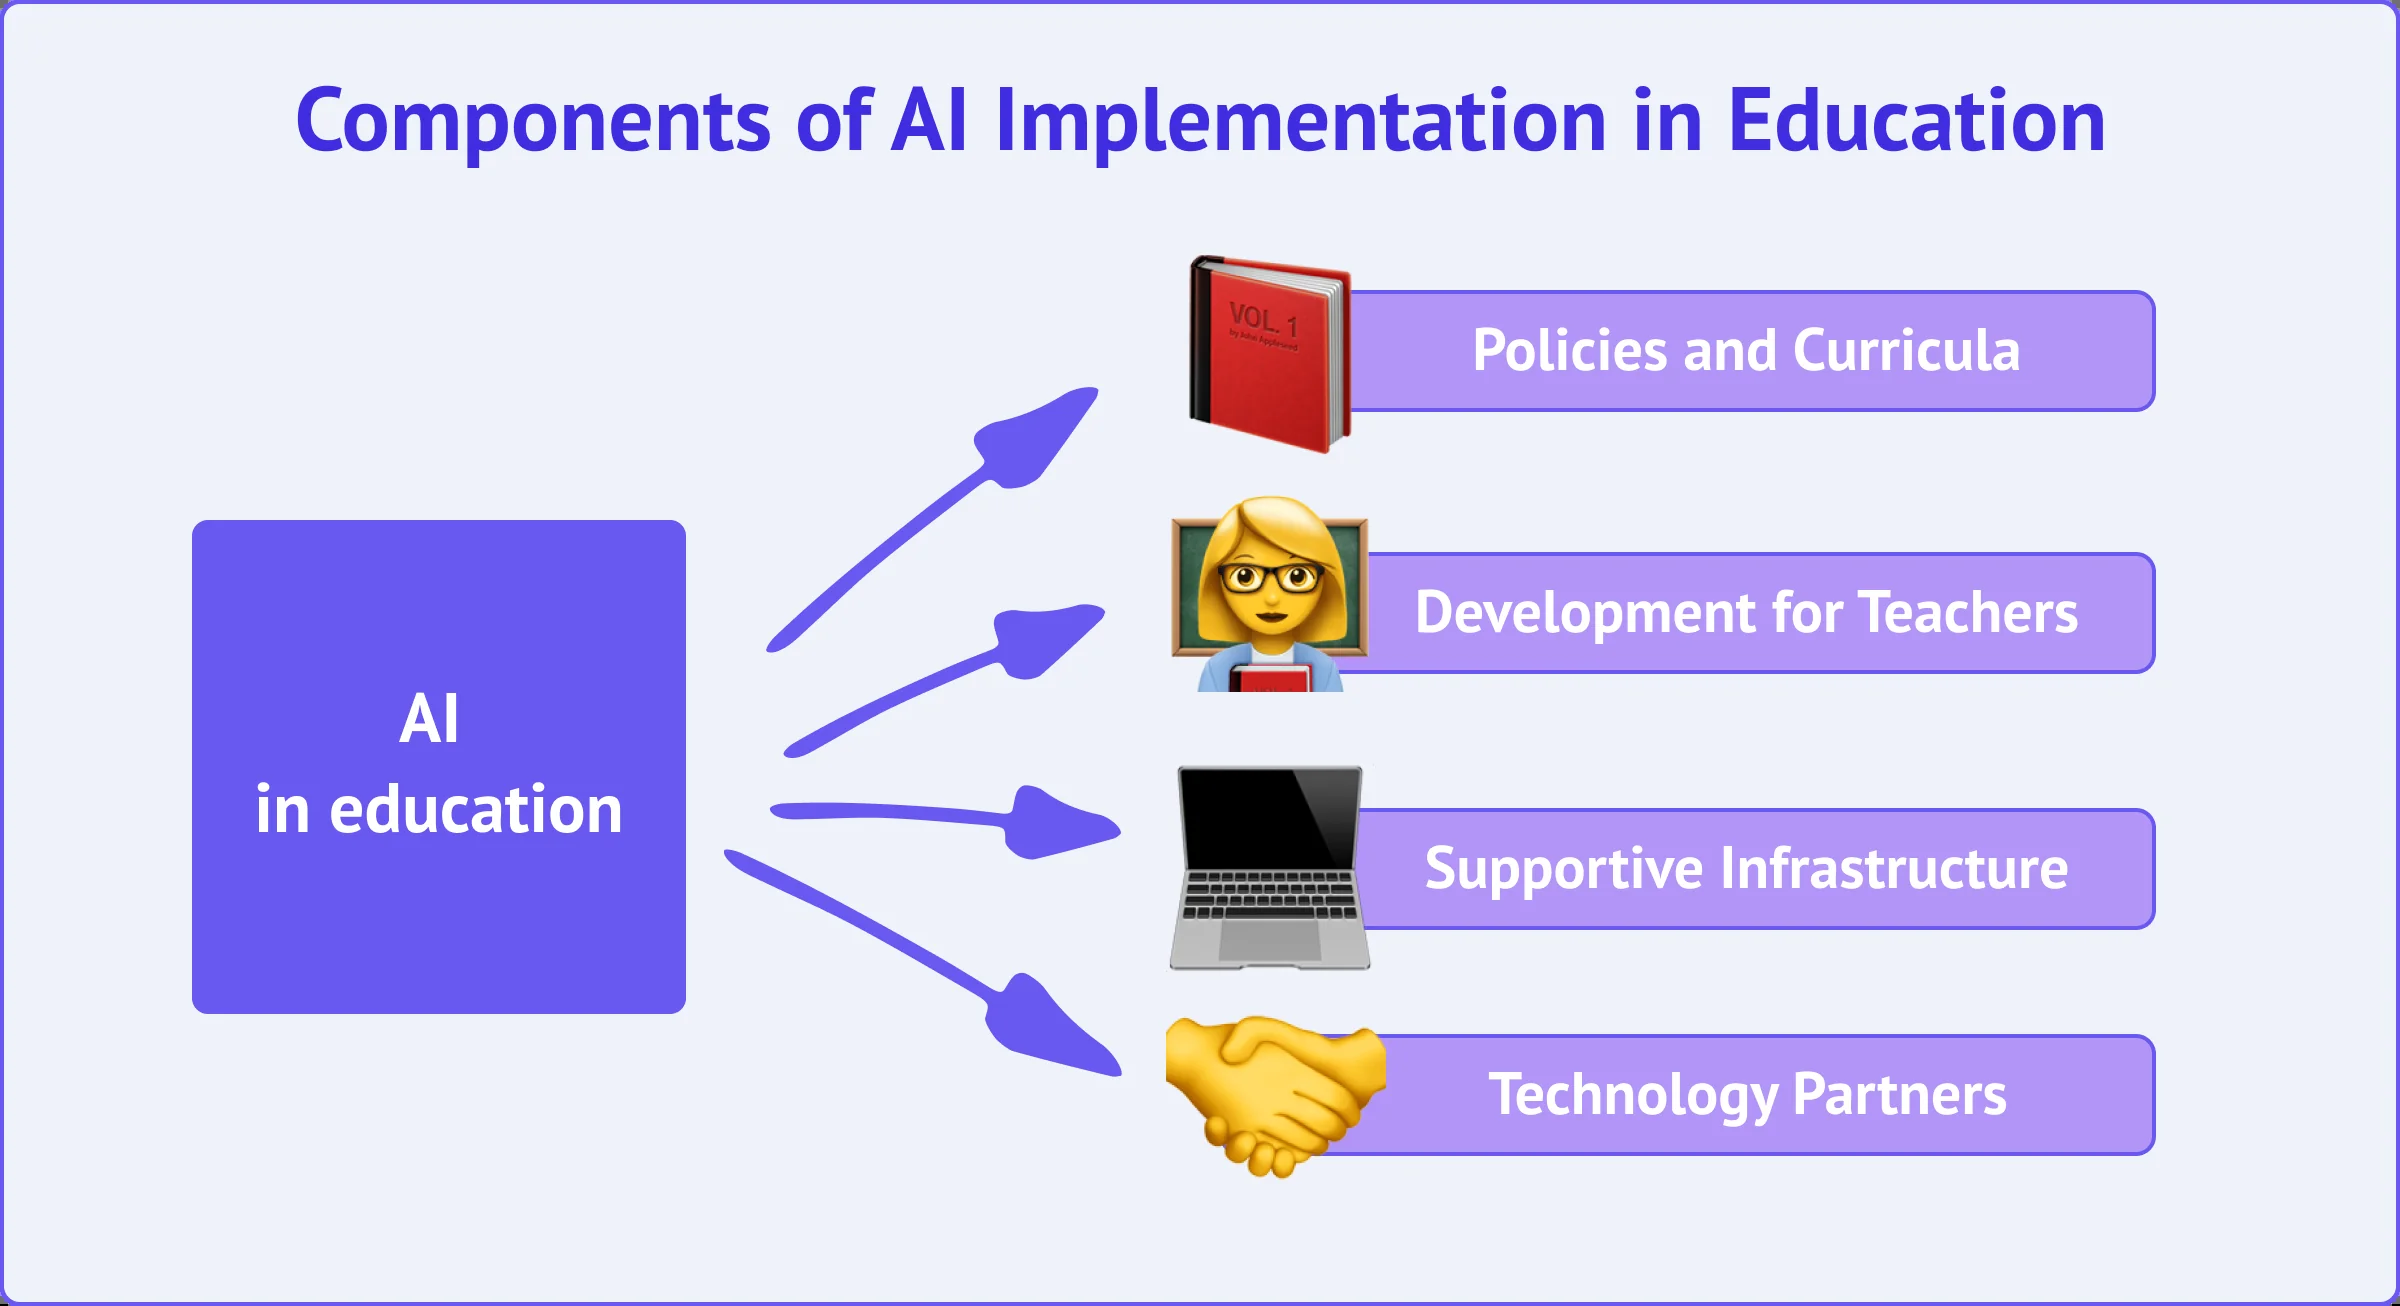 Components of AI Implementation in Education
VOL. 1
by John Appleseed
Policies and Curricula
Development for Teachers
AI
in education
Supportive Infrastructure
Technology Partners